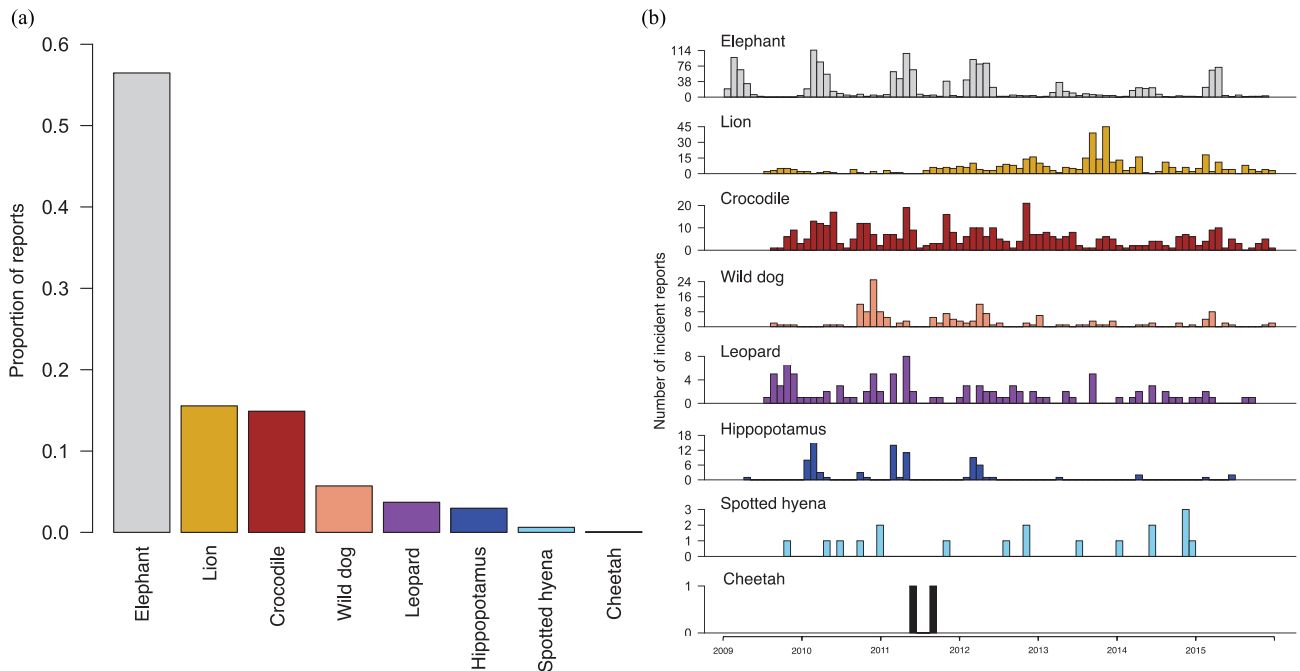 (a)
Proportion of reports
0.6
0.5
0.4
0.3
0.2
0.1
0.0
Elephant
Lion
Crocodile
Wild dog
Leopard
Hippopotamus
Spotted hyena
Cheetah
(b)
Number of incident reports
Elephant
114
76
38
0
Lion
45
30
15
0
Crocodile
20
10
0
Wild dog
24
16
8
0
Leopard
8
4
0
Hippopotamus
18
12
6
0
Spotted hyena
3
2
1
0
Cheetah
1
0
2009 2010 2011 2012 2013 2014 2015